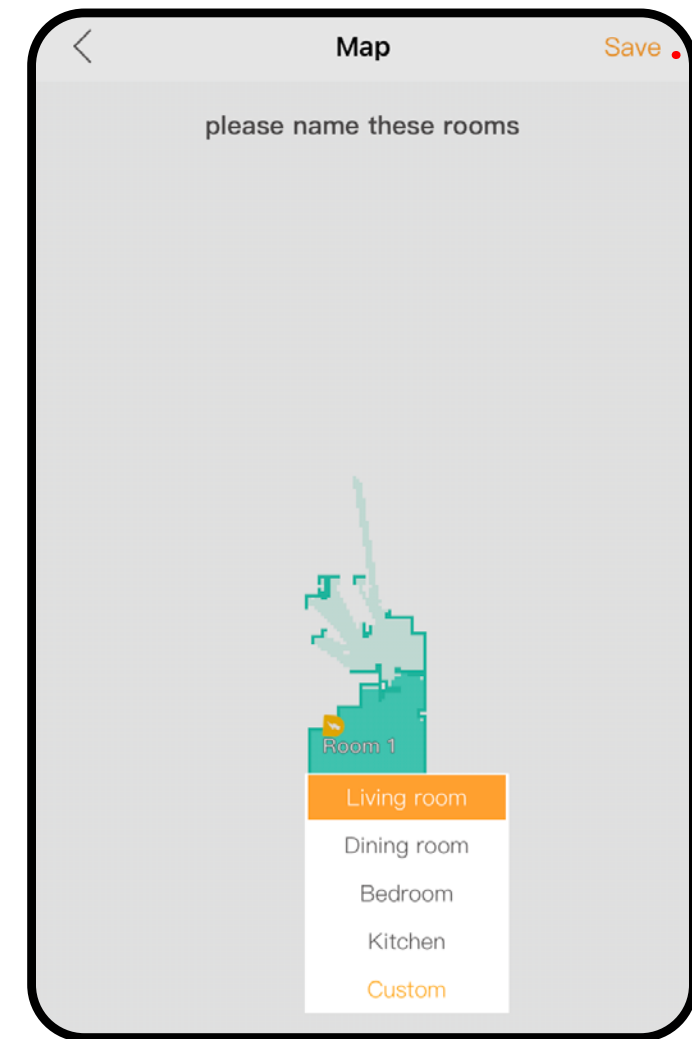 Map
Save
please name these rooms
Room 1
Living room
Dining room
Bedroom
Kitchen
Custom